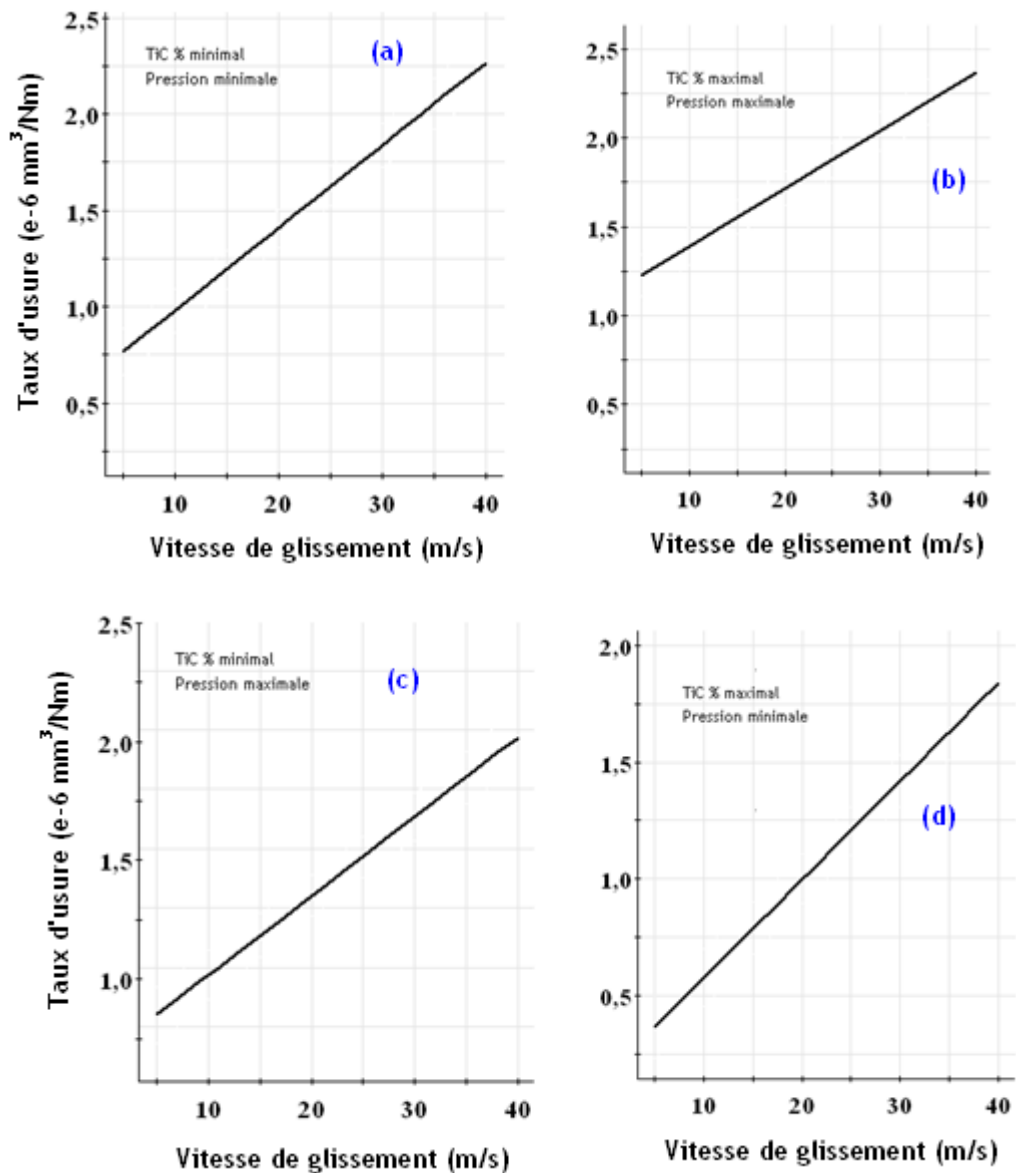 Taux d'usure (e-6 mm³/Nm)
2,5
2,0
1,5
1,0
0,5
TiC % minimal
Pression minimale
(a)
10 20 30 40
Vitesse de glissement (m/s)
2,5
2,0
1,5
1,0
0,5
TiC % maximal
Pression maximale
(b)
10 20 30 40
Vitesse de glissement (m/s)
Taux d'usure (e-6 mm³/Nm)
2,5
2,0
1,5
1,0
TiC % minimal
Pression maximale
(c)
10 20 30 40
Vitesse de glissement (m/s)
2,0
1,5
1,0
0,5
TiC % maximal
Pression minimale
(d)
10 20 30 40
Vitesse de glissement (m/s)